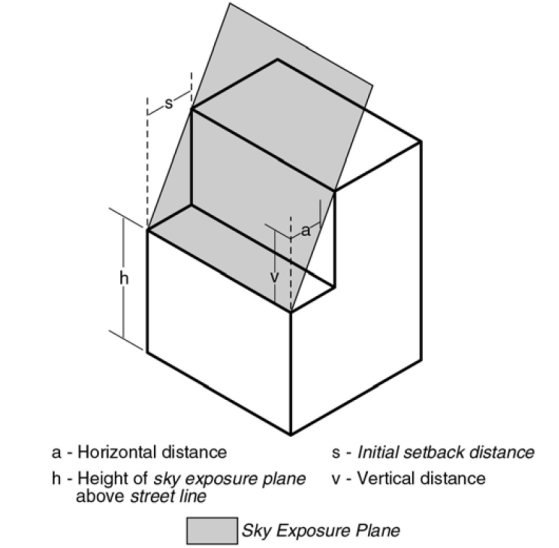 s
a
v
h
a - Horizontal distance
s - Initial setback distance
h - Height of sky exposure plane
above street line
v - Vertical distance
Sky Exposure Plane